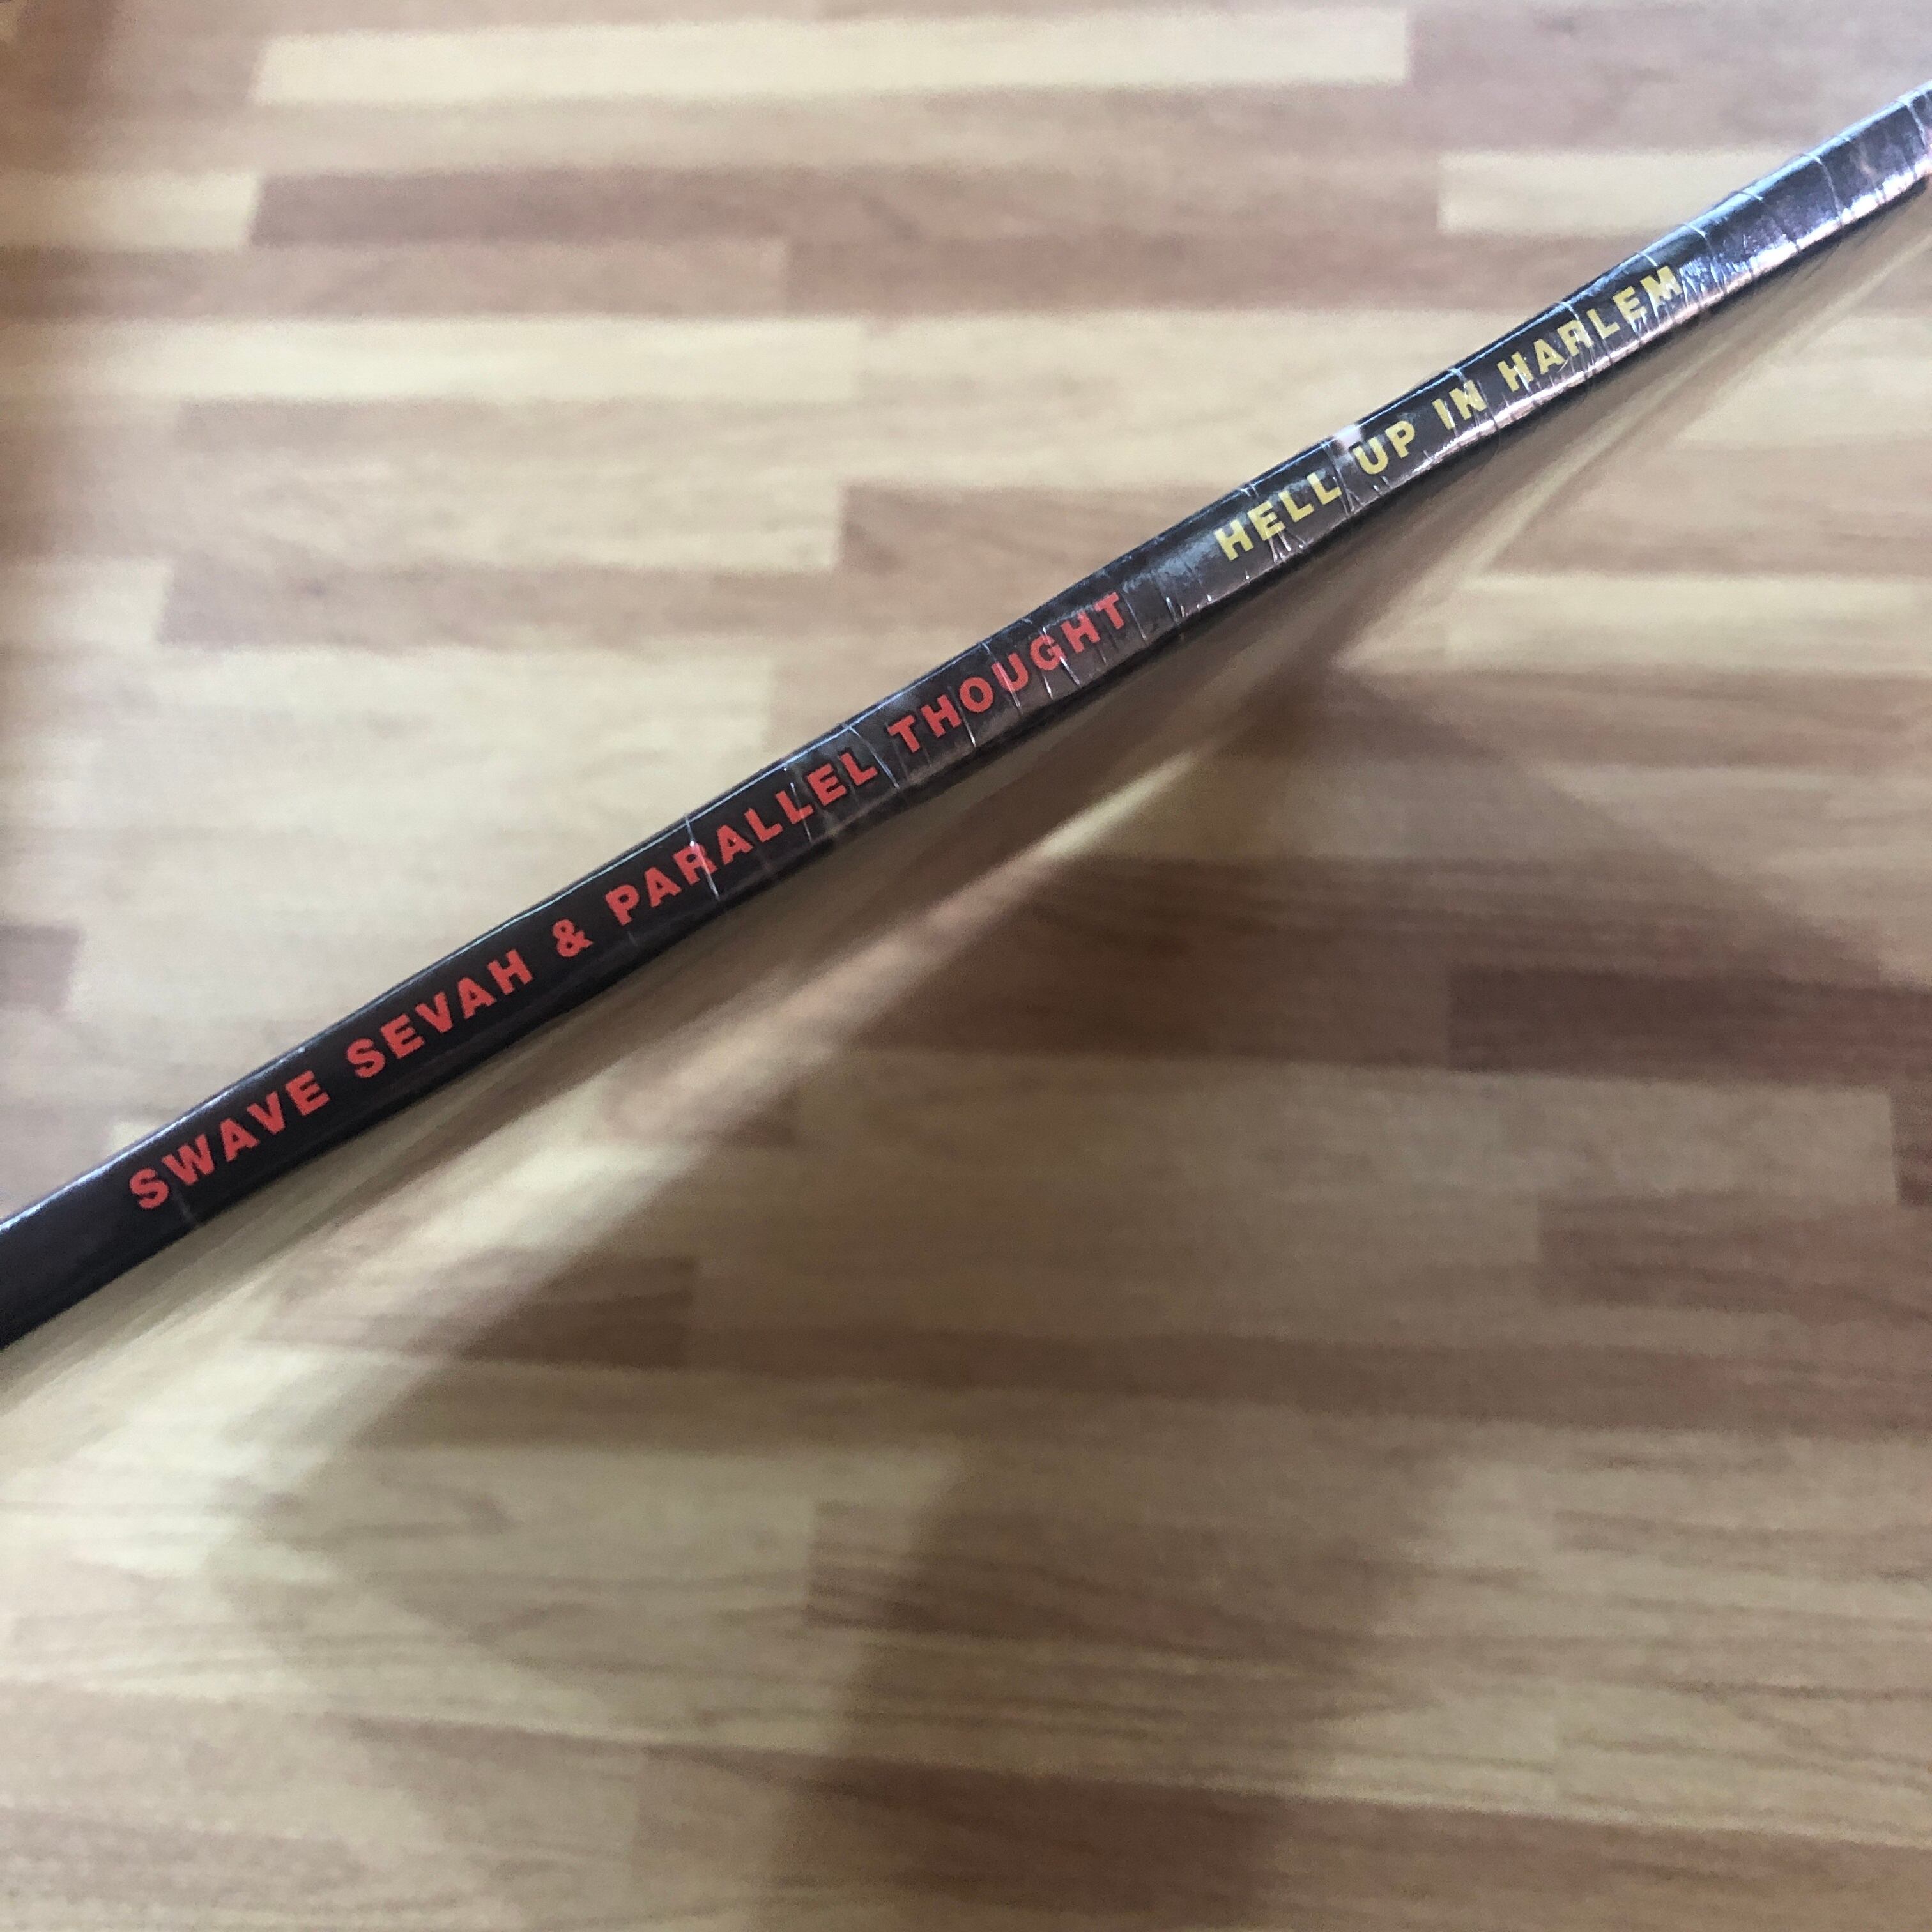 SWAVE SEVAH & PARALLEL THOUGHT HELL UP IN HARLEM